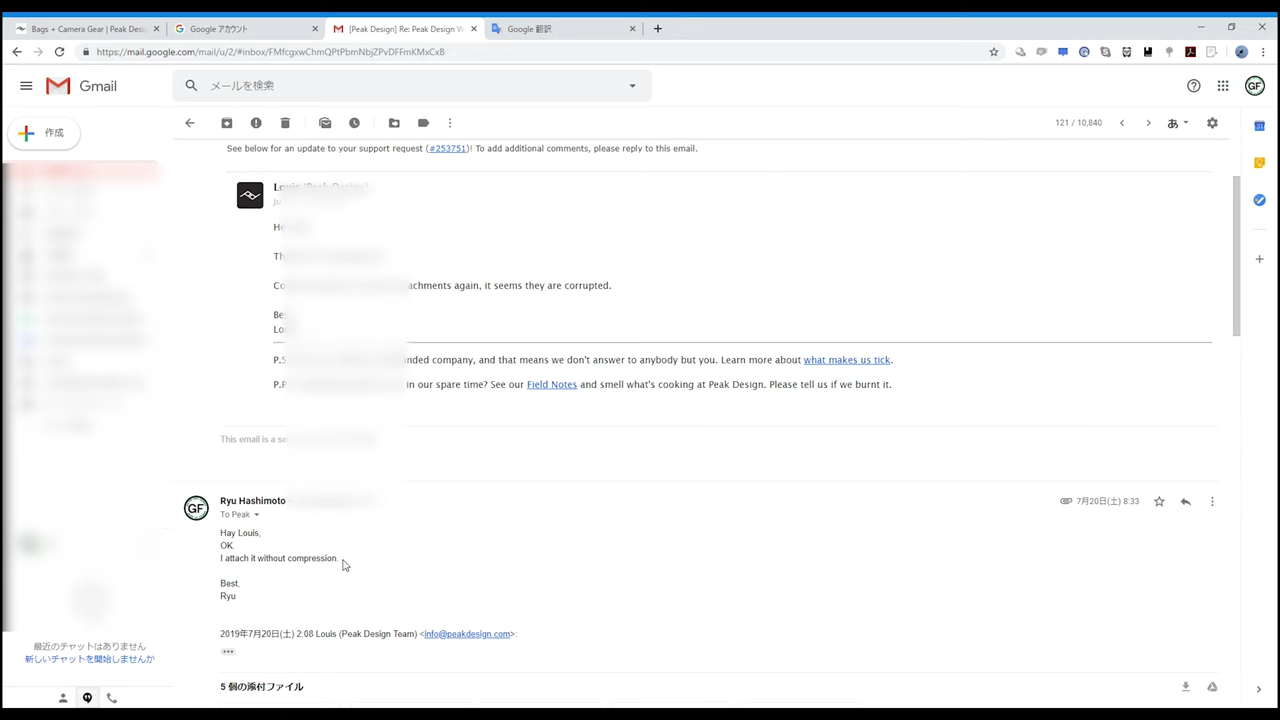 Bags + Camera Gear | Peak Desi
Google アカウント
[Peak Design] Re: Peak Design W
Google 翻訳
https://mail.google.com/mail/u/2/#inbox/FMfcgxwChmQPtPbmNbjZPvDFFmKMxCxB
Gmail
メールを検索
作成
121 / 10,840
あ
See below for an update to your support request (#253751)! To add additional comments, please reply to this email.
Louis (Peak Design)
achments again, it seems they are corrupted.
nded company, and that means we don't answer to anybody but you. Learn more about what makes us tick.
in our spare time? See our Field Notes and smell what's cooking at Peak Design. Please tell us if we burnt it.
This email is a se
GF
Ryu Hashimoto
7月20日(土) 8:33
To Peak
Hay Louis,
OK.
I attach it without compression.
Best,
Ryu
2019年7月20日(土) 2:08 Louis (Peak Design Team) <info@peakdesign.com>:
5 個の添付ファイル
最近のチャットはありません
新しいチャットを開始しませんか